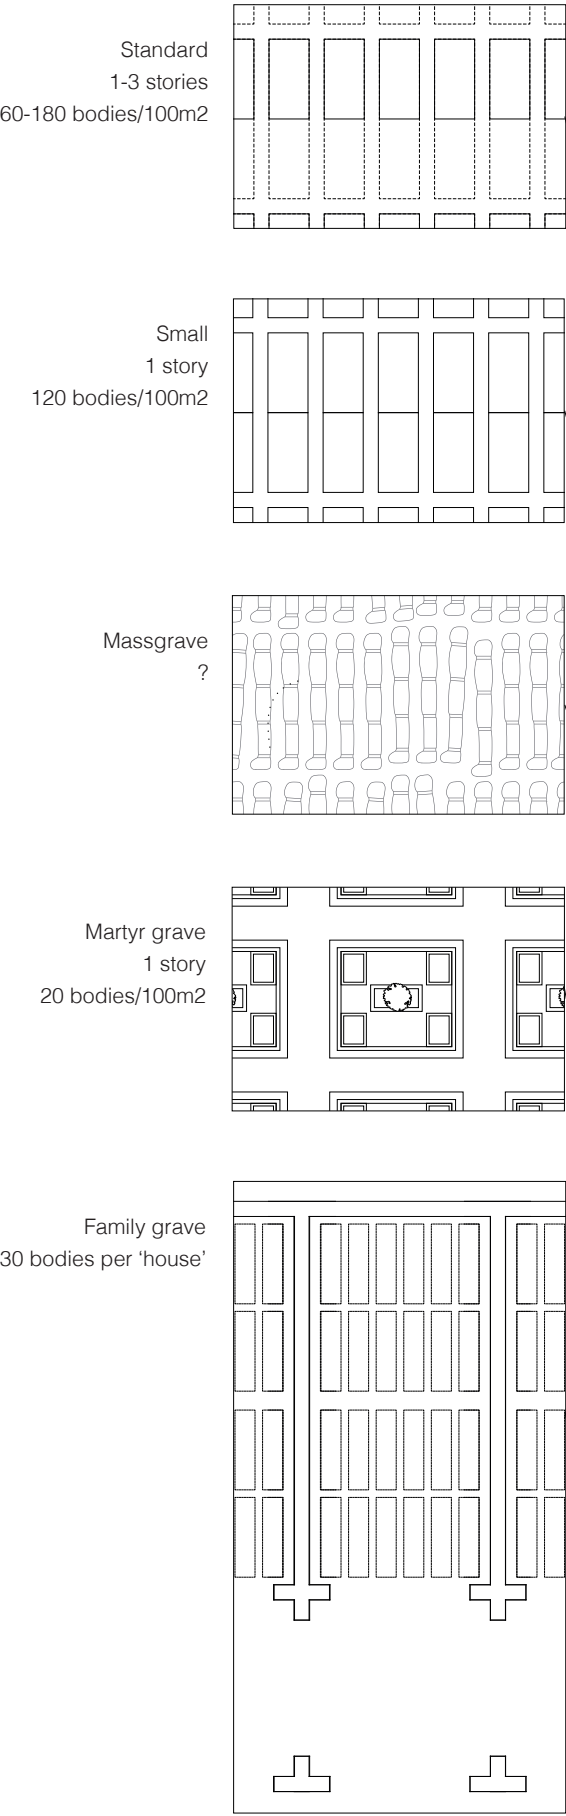 Standard
1-3 stories
60-180 bodies/100m2
Small
1 story
120 bodies/100m2
Massgrave
?
Martyr grave
1 story
20 bodies/100m2
Family grave
30 bodies per ‘house’